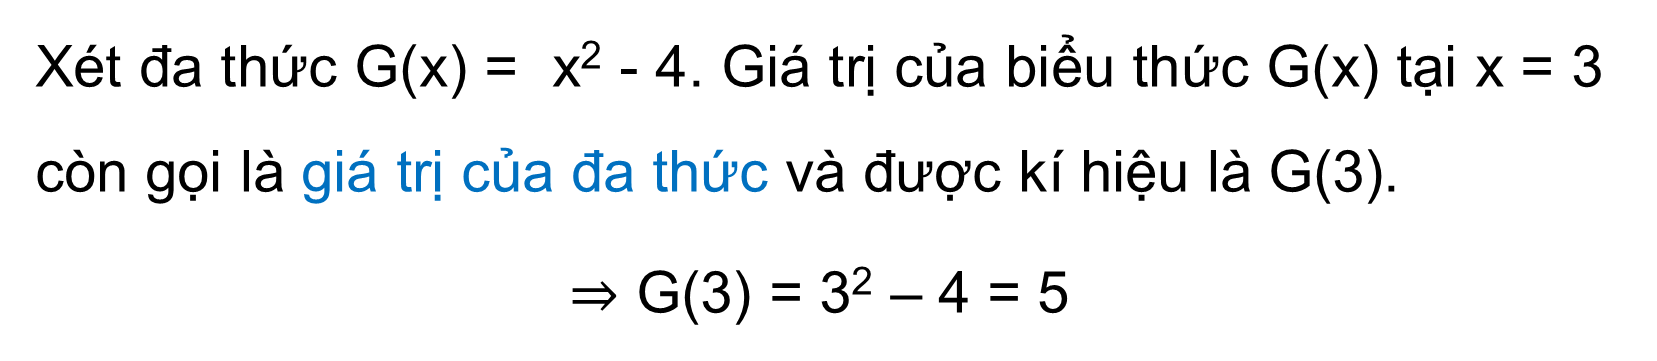 Xét đa thức G(x) = x² - 4. Giá trị của biểu thức G(x) tại x = 3
còn gọi là giá trị của đa thức và được kí hiệu là G(3).
⇒ G(3) = 3² – 4 = 5